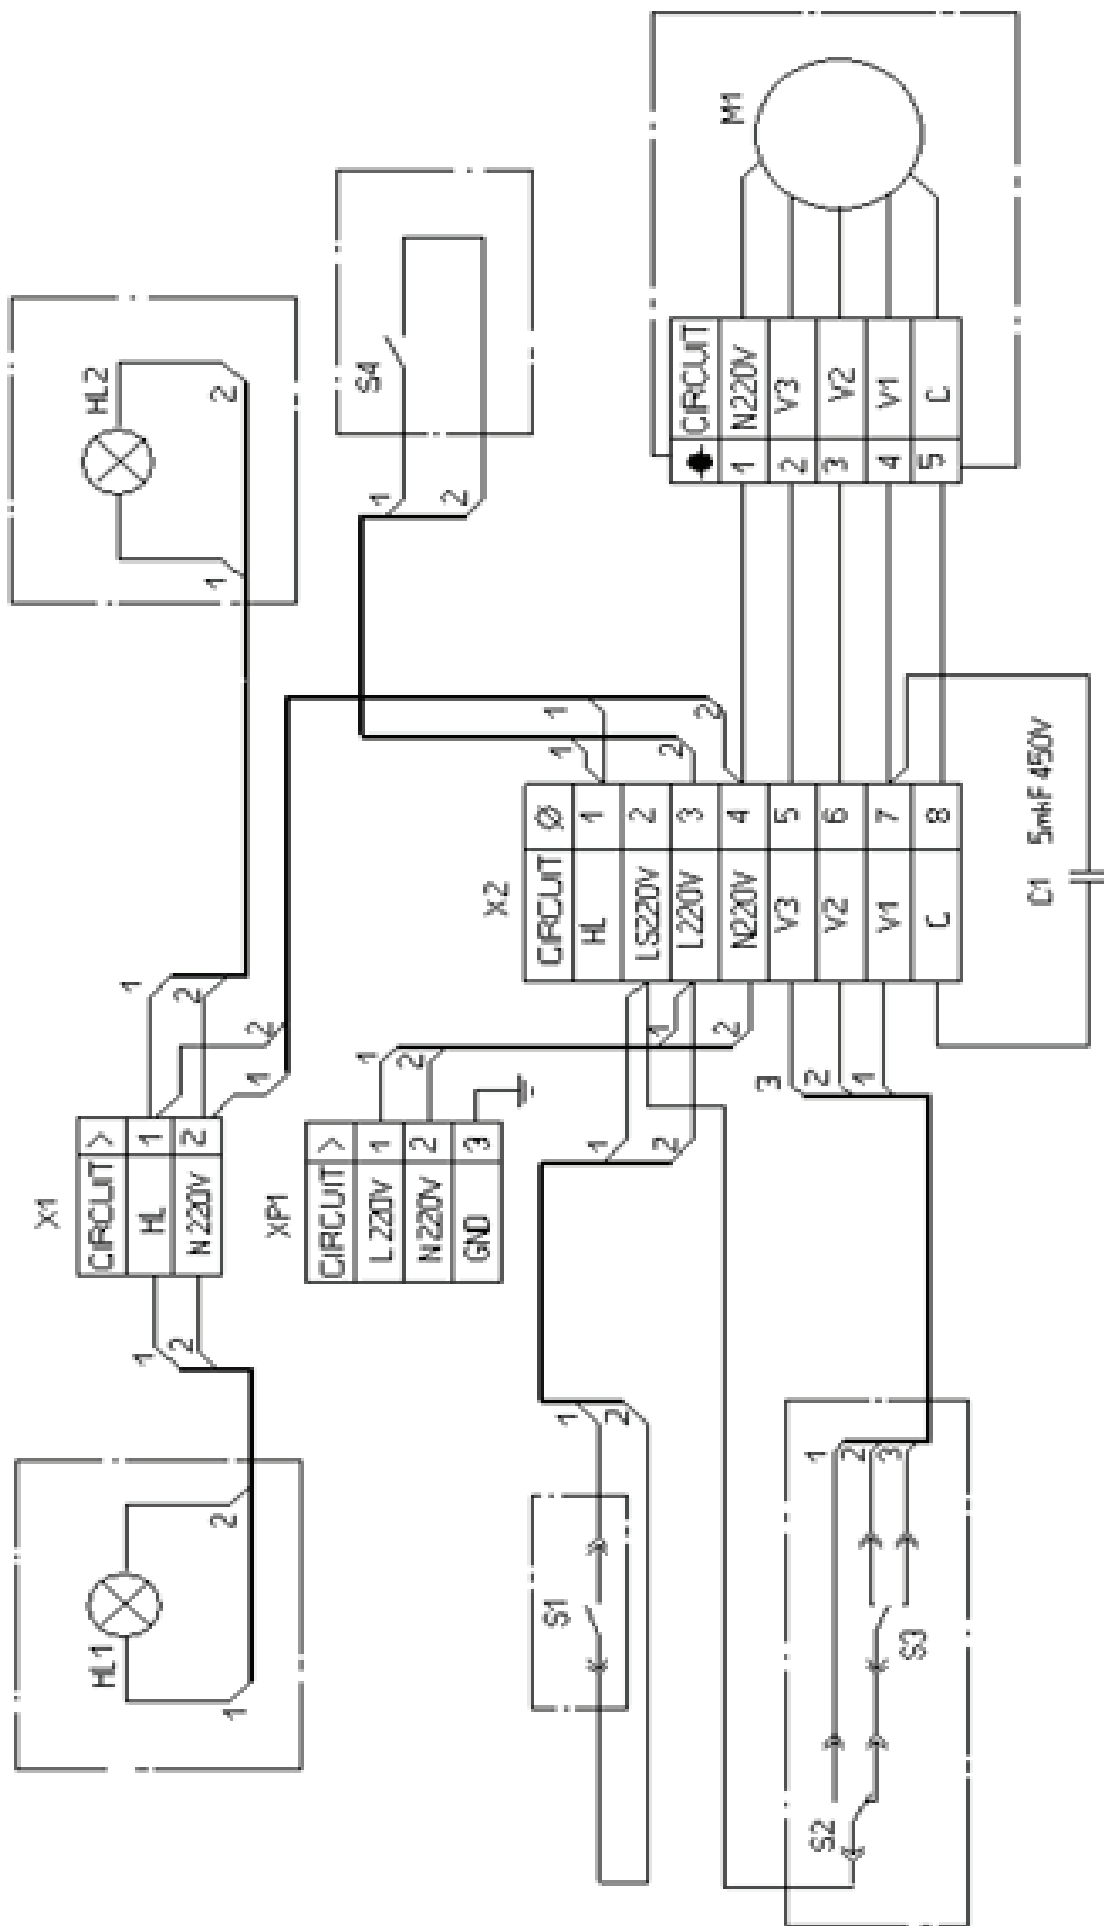 HL1
1
2
1
2
X1
CIRCUIT >
HL 1
N220V 2
1
2
2
1
HL2
1
2
S4
1
2
XP1
CIRCUIT >
L220V 1
N220V 2
GND 3
1
2
1
2
X2
CIRCUIT Ø
HL 1
LS220V 2
L220V 3
N220V 4
V3 5
V2 6
V1 7
C 8
1
1
2
2
S1
1
2
1
2
3
2
1
S2
S3
1
2
3
C1 5mkF 450V
CIRCUIT
1 N220V
2 V3
3 V2
4 V1
5 C
M1